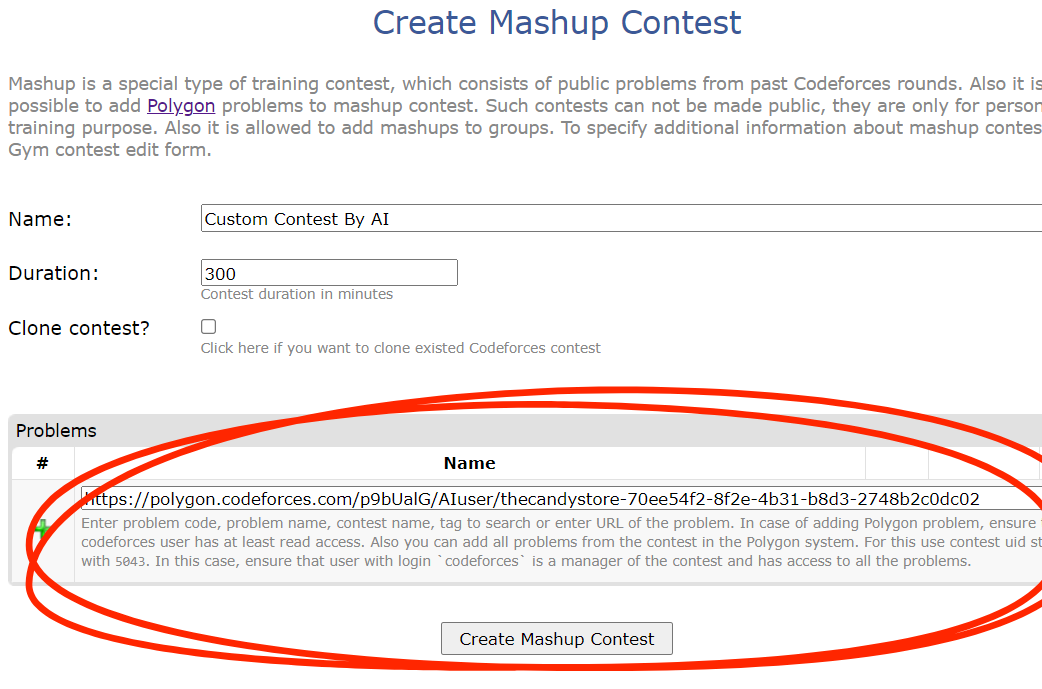 Create Mashup Contest
Mashup is a special type of training contest, which consists of public problems from past Codeforces rounds. Also it is
possible to add Polygon problems to mashup contest. Such contests can not be made public, they are only for person
training purpose. Also it is allowed to add mashups to groups. To specify additional information about mashup contes
Gym contest edit form.
Name:
Custom Contest By AI
Duration:
300
Contest duration in minutes
Clone contest?
Click here if you want to clone existed Codeforces contest
Problems
# Name
https://polygon.codeforces.com/p9bUalG/AIuser/thecandystore-70ee54f2-8f2e-4b31-b8d3-2748b2c0dc02
Enter problem code, problem name, contest name, tag to search or enter URL of the problem. In case of adding Polygon problem, ensure
codeforces user has at least read access. Also you can add all problems from the contest in the Polygon system. For this use contest uid st
with 5043. In this case, ensure that user with login `codeforces` is a manager of the contest and has access to all the problems.
Create Mashup Contest